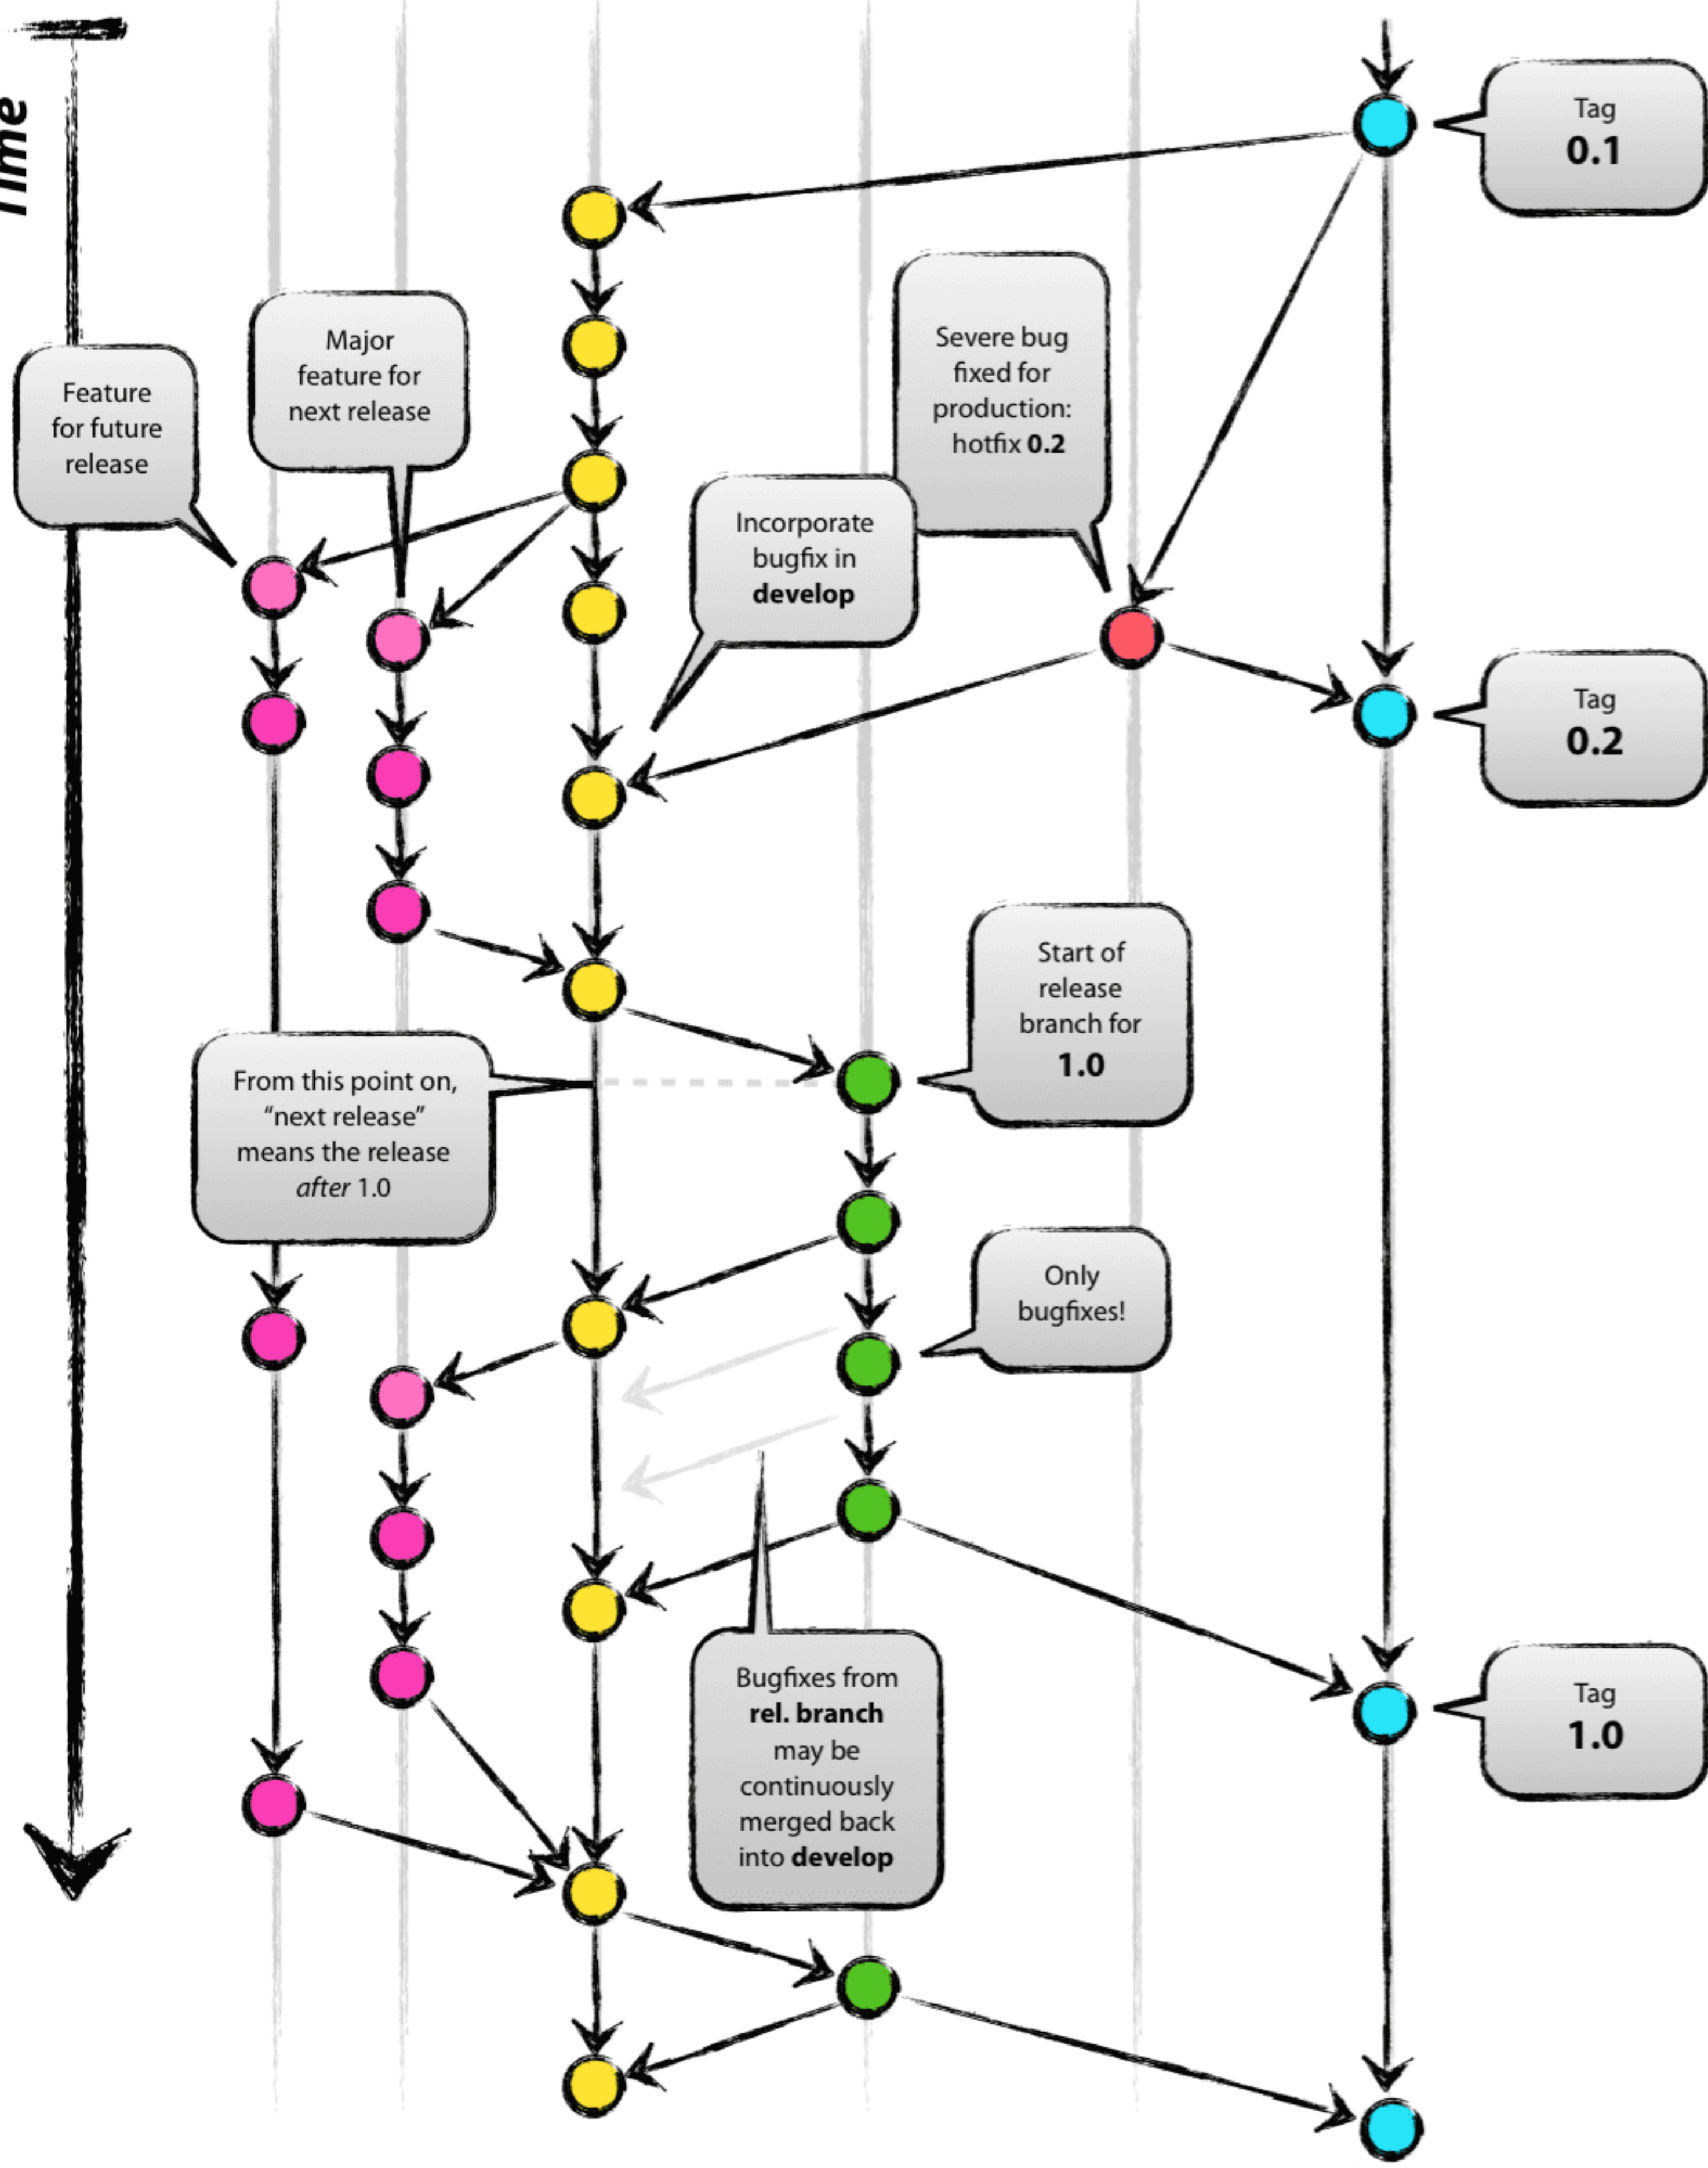 Time
Tag
0.1
Feature
for future
release
Major
feature for
next release
Severe bug
fixed for
production:
hotfix 0.2
Incorporate
bugfix in
develop
Tag
0.2
Start of
release
branch for
1.0
From this point on,
“next release”
means the release
after 1.0
Only
bugfixes!
Bugfixes from
rel. branch
may be
continuously
merged back
into develop
Tag
1.0